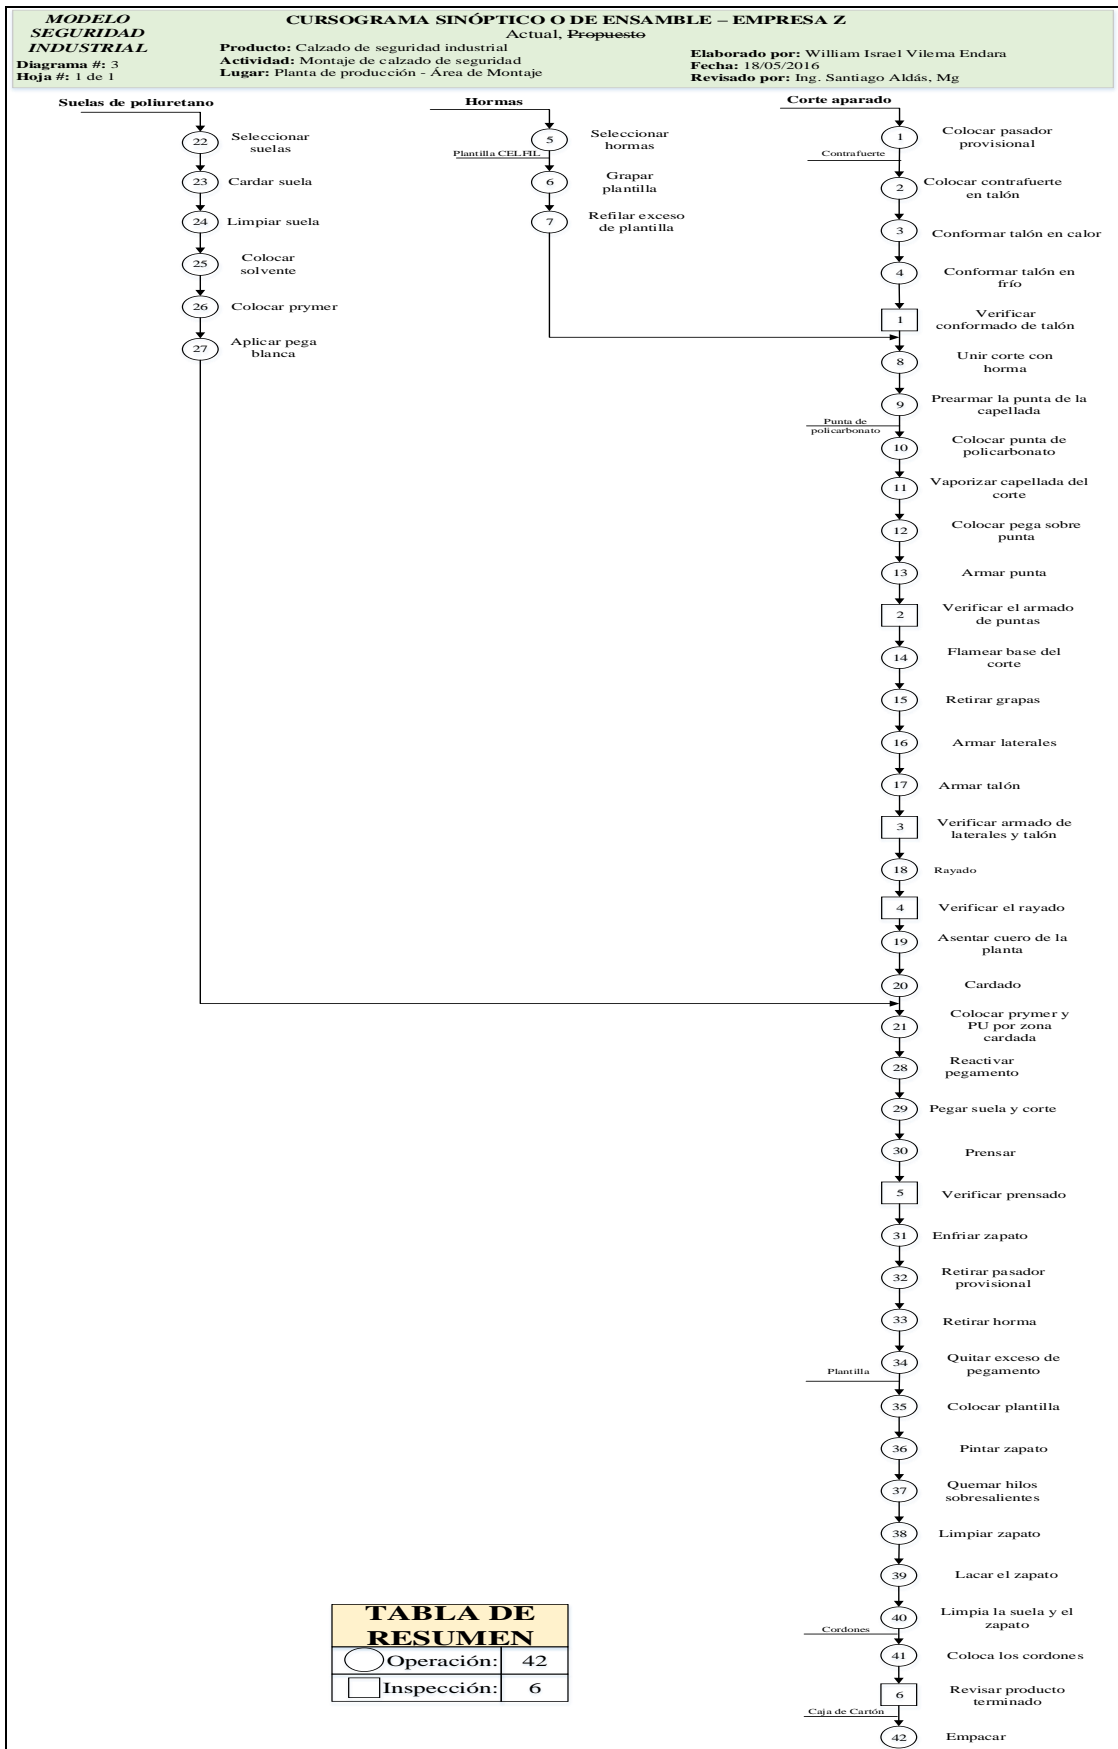 MODELO
SEGURIDAD
INDUSTRIAL
Diagrama #: 3
Hoja #: 1 de 1
CURSOGRAMA SINÓPTICO O DE ENSAMBLE – EMPRESA Z
Actual, Propuesto
Producto: Calzado de seguridad industrial
Actividad: Montaje de calzado de seguridad
Lugar: Planta de producción - Área de Montaje
Elaborado por: William Israel Vilema Endara
Fecha: 18/05/2016
Revisado por: Ing. Santiago Aldás, Mg
Suelas de poliuretano
22
Seleccionar
suelas
23
Cardar suela
24
Limpiar suela
25
Colocar
solvente
26
Colocar prymer
27
Aplicar pega
blanca
Hormas
5
Seleccionar
hormas
Plantilla CELFIL
6
Grapar
plantilla
7
Refilar exceso
de plantilla
Corte aparado
1
Colocar pasador
provisional
Contrafuerte
2
Colocar contrafuerte
en talón
3
Conformar talón en calor
4
Conformar talón en
frío
1
Verificar
conformado de talón
8
Unir corte con
horma
9
Prearmar la punta de la
capellada
Punta de
policarbonato
10
Colocar punta de
policarbonato
11
Vaporizar capellada del
corte
12
Colocar pega sobre
punta
13
Armar punta
2
Verificar el armado
de puntas
14
Flamear base del
corte
15
Retirar grapas
16
Armar laterales
17
Armar talón
3
Verificar armado de
laterales y talón
18
Rayado
4
Verificar el rayado
19
Asentar cuero de la
planta
20
Cardado
21
Colocar prymer y
PU por zona
cardada
28
Reactivar
pegamento
29
Pegar suela y corte
30
Prensar
5
Verificar prensado
31
Enfriar zapato
32
Retirar pasador
provisional
33
Retirar horma
34
Quitar exceso de
pegamento
Plantilla
35
Colocar plantilla
36
Pintar zapato
37
Quemar hilos
sobresalientes
38
Limpiar zapato
39
Lacar el zapato
40
Limpia la suela y el
zapato
Cordones
41
Coloca los cordones
6
Revisar producto
terminado
Caja de Cartón
42
Empacar
TABLA DE
RESUMEN
Operación: 42
Inspección: 6